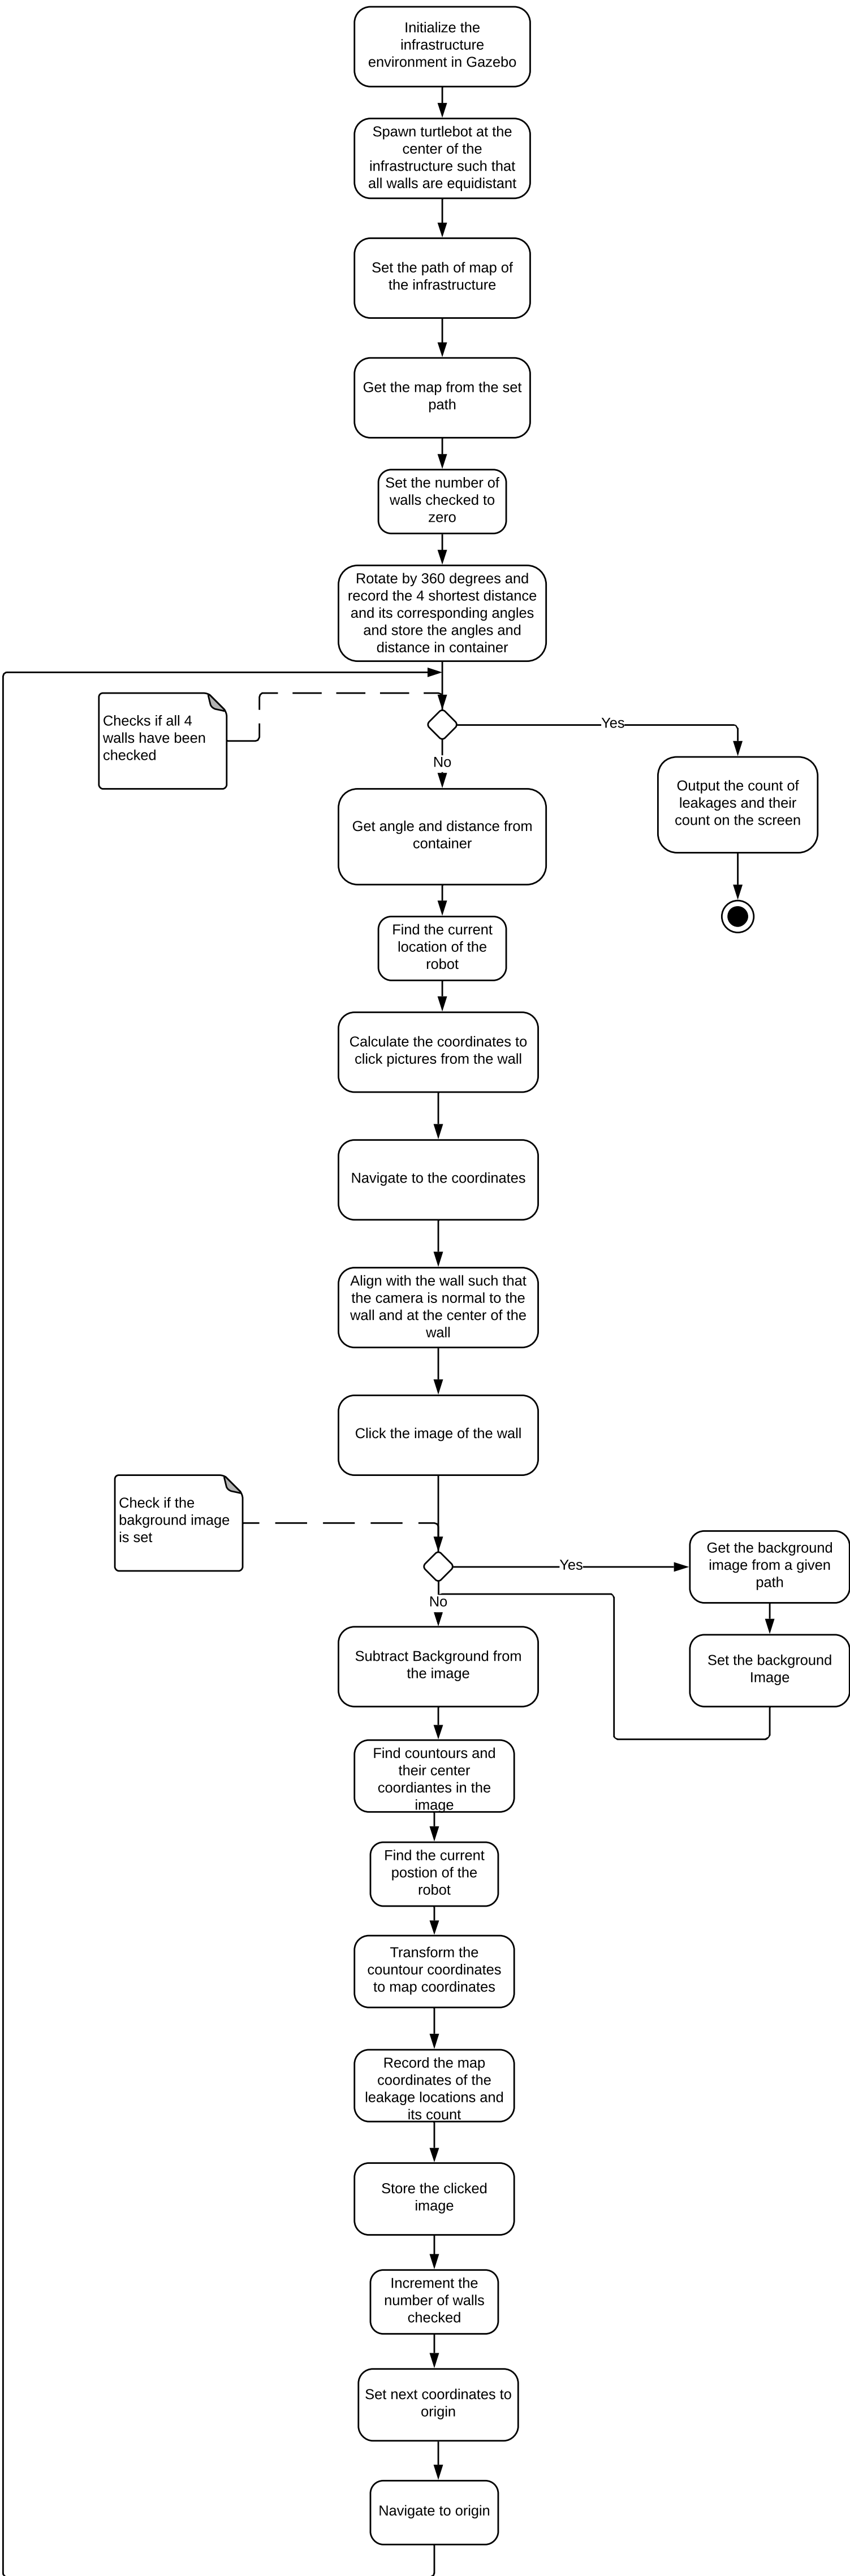 Initialize the
infrastructure
environment in Gazebo
Spawn turtlebot at the
center of the
infrastructure such that
all walls are equidistant
Set the path of map of
the infrastructure
Get the map from the set
path
Set the number of
walls checked to
zero
Rotate by 360 degrees and
record the 4 shortest distance
and its corresponding angles
and store the angles and
distance in container
Checks if all 4
walls have been
checked
Yes
No
Output the count of
leakages and their
count on the screen
Get angle and distance from
container
Find the current
location of the
robot
Calculate the coordinates to
click pictures from the wall
Navigate to the coordinates
Align with the wall such that
the camera is normal to the
wall and at the center of the
wall
Click the image of the wall
Check if the
bakground image
is set
Yes
Get the background
image from a given
path
No
Set the background
Image
Subtract Background from
the image
Find countours and
their center
coordiantes in the
image
Find the current
postion of the
robot
Transform the
countour coordinates
to map coordinates
Record the map
coordinates of the
leakage locations and
its count
Store the clicked
image
Increment the
number of walls
checked
Set next coordinates to
origin
Navigate to origin